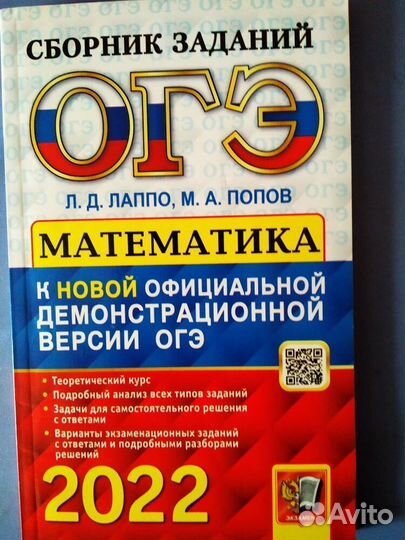 СБОРНИК ЗАДАНИЙ
ОГЭ
Л. Д. ЛАППО, М. А. ПОПОВ
МАТЕМАТИКА
К НОВОЙ ОФИЦИАЛЬНОЙ
ДЕМОНСТРАЦИОННОЙ
ВЕРСИИ ОГЭ
• Теоретический курс
• Подробный анализ всех типов заданий
• Задачи для самостоятельного решения
с ответами
• Варианты экзаменационных заданий
с ответами и подробными разборами
решений
2022
ЭКЗАМЕН
Avito